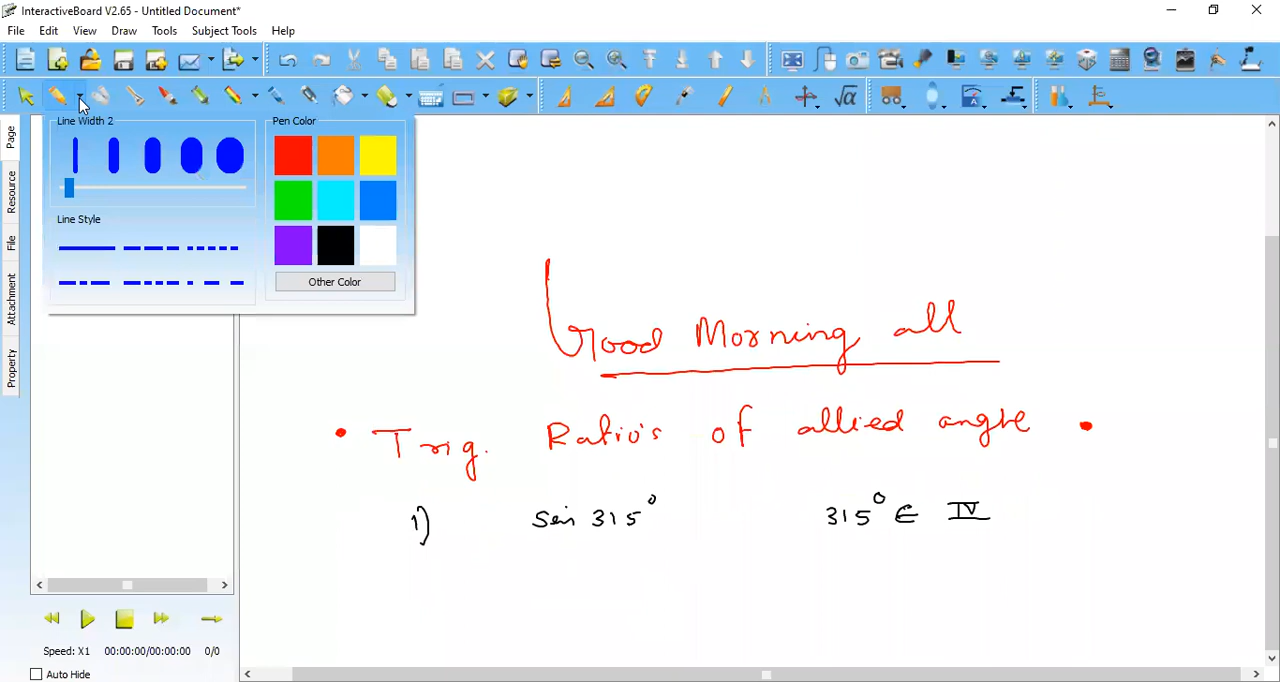 InteractiveBoard V2.65 - Untitled Document*
File Edit View Draw Tools Subject Tools Help
Line Width 2
Pen Color
Line Style
Other Color
Page
Resource
File
Attachment
Property
Good Morning all
• Trig. Ratio's of allied angle •
1) sin 315° 315° ∈ IV
Speed: X1 00:00:00/00:00:00 0/0
Auto Hide